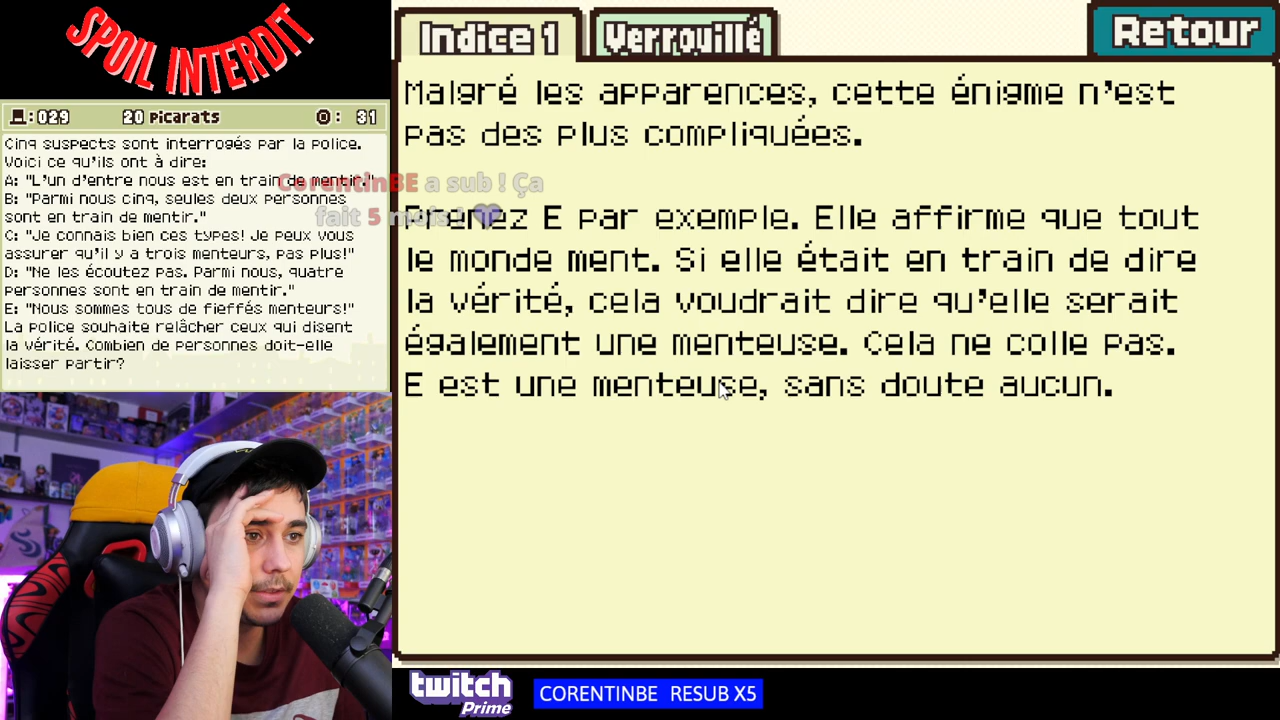 SPOIL INTERDIT
:029 20 PICARATS : 31
Cinq suspects sont interrogés par la police.
Voici ce qu'ils ont à dire:
A: "L'un d'entre nous est en train de mentir."
B: "Parmi nous cinq, seules deux personnes
sont en train de mentir."
C: "Je connais bien ces types! Je peux vous
assurer qu'il y a trois menteurs, pas plus!"
D: "Ne les écoutez pas. Parmi nous, quatre
personnes sont en train de mentir."
E: "Nous sommes tous de fieffés menteurs!"
La police souhaite relâcher ceux qui disent
la vérité. Combien de personnes doit-elle
laisser partir?
CorentinBE a sub ! Ça
fait 5 mois !
Indice 1 Verrouillé Retour
Malgré les apparences, cette énigme n'est
pas des plus compliquées.
Prenez E par exemple. Elle affirme que tout
le monde ment. Si elle était en train de dire
la vérité, cela voudrait dire qu'elle serait
également une menteuse. Cela ne colle pas.
E est une menteuse, sans doute aucun.
twitch
Prime
CORENTINBE RESUB X5